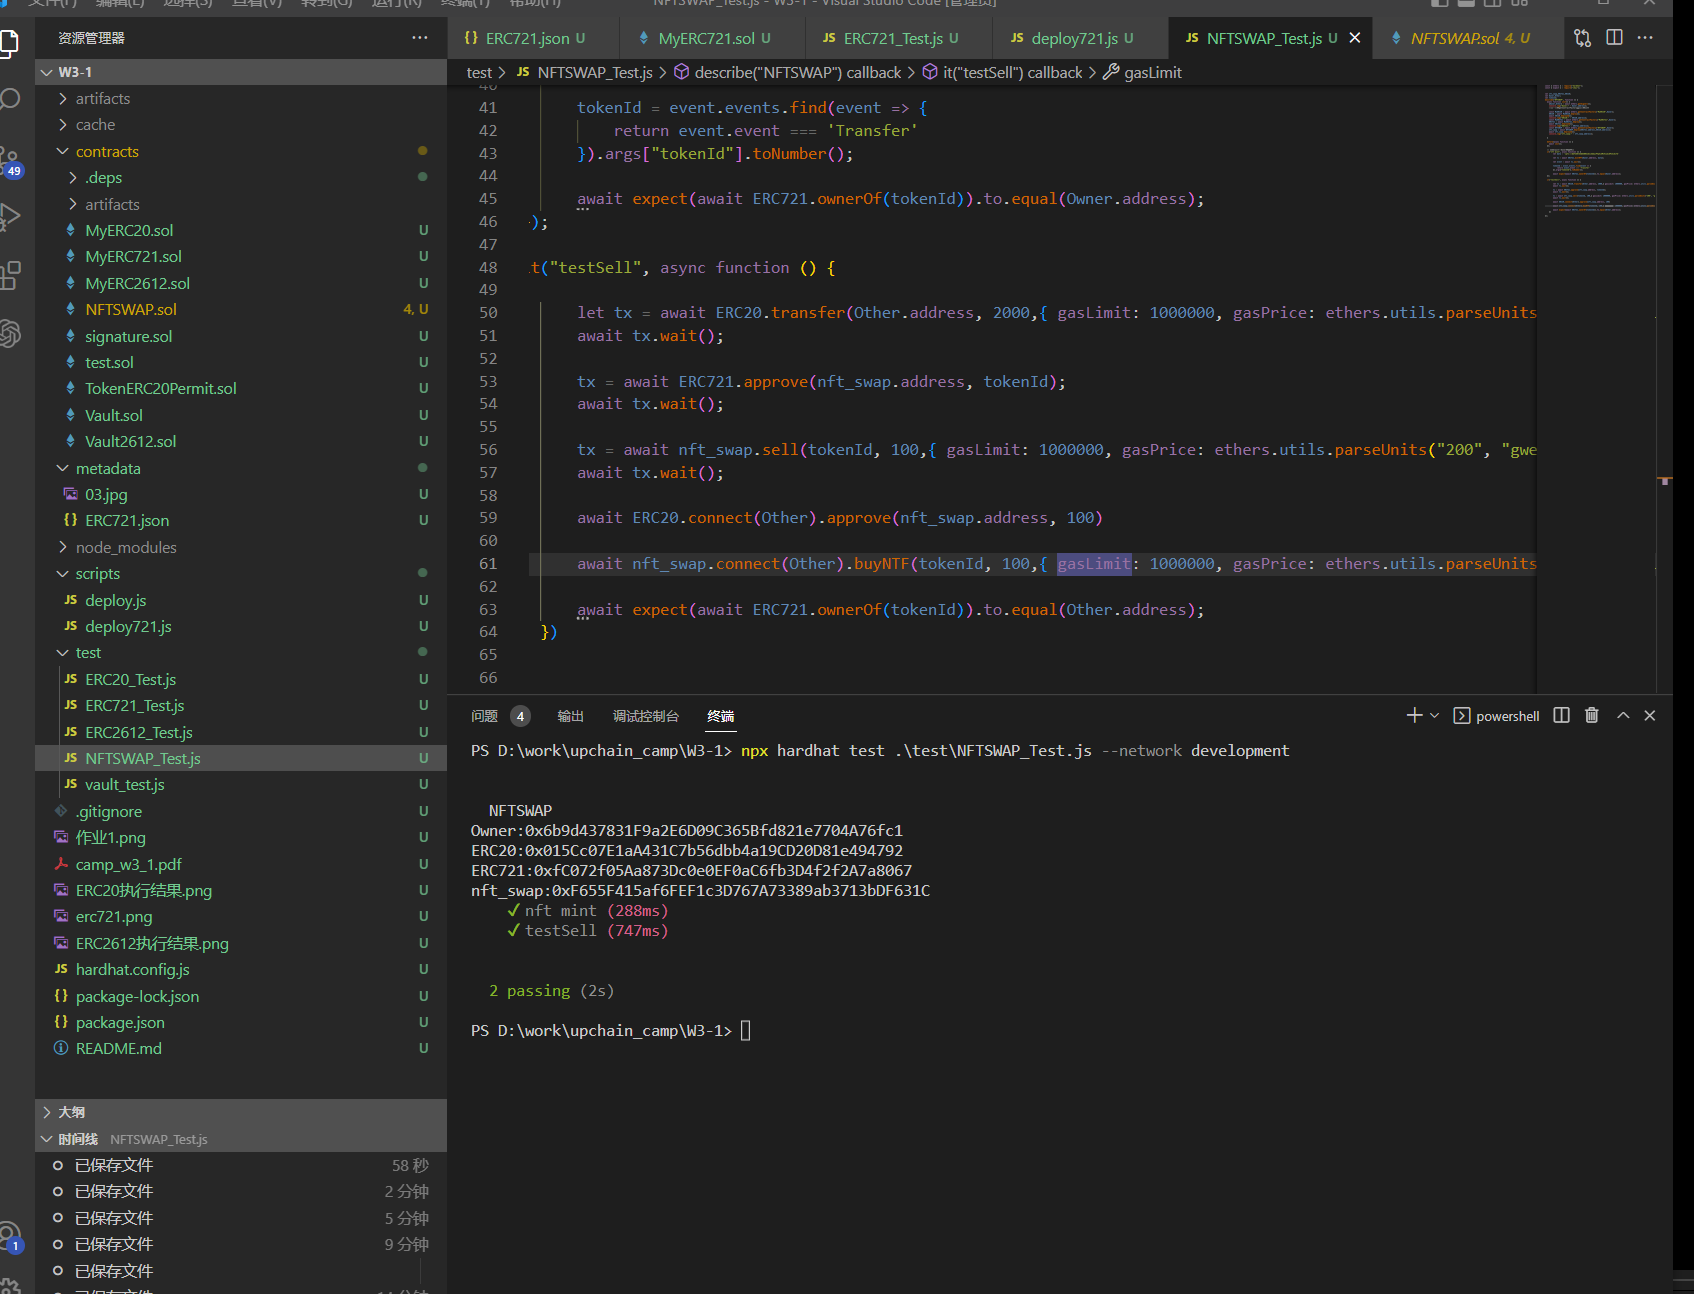 文件(F) 编辑(E) 选择(S) 查看(V) 转到(G) 运行(R) 终端(T) 帮助(H)
NFTSWAP_Test.js - W3-1 - Visual Studio Code [管理员]
资源管理器
W3-1
artifacts
cache
contracts
.deps
artifacts
MyERC20.sol U
MyERC721.sol U
MyERC2612.sol U
NFTSWAP.sol 4, U
signature.sol U
test.sol U
TokenERC20Permit.sol U
Vault.sol U
Vault2612.sol U
metadata
03.jpg U
{} ERC721.json U
node_modules
scripts
JS deploy.js U
JS deploy721.js U
test
JS ERC20_Test.js U
JS ERC721_Test.js U
JS ERC2612_Test.js U
JS NFTSWAP_Test.js U
JS vault_test.js U
.gitignore U
作业1.png U
camp_w3_1.pdf U
ERC20执行结果.png U
erc721.png U
ERC2612执行结果.png U
JS hardhat.config.js U
{} package-lock.json U
{} package.json U
README.md U
大纲
时间线 NFTSWAP_Test.js
已保存文件 58 秒
已保存文件 2 分钟
已保存文件 5 分钟
已保存文件 9 分钟
已保存文件
49
1
{} ERC721.json U
MyERC721.sol U
JS ERC721_Test.js U
JS deploy721.js U
JS NFTSWAP_Test.js U
NFTSWAP.sol 4, U
test > JS NFTSWAP_Test.js > describe("NFTSWAP") callback > it("testSell") callback > gasLimit
40
41 tokenId = event.events.find(event => {
42 return event.event === 'Transfer'
43 }).args["tokenId"].toNumber();
44
45 await expect(await ERC721.ownerOf(tokenId)).to.equal(Owner.address);
46 );
47
48 t("testSell", async function () {
49
50 let tx = await ERC20.transfer(Other.address, 2000,{ gasLimit: 1000000, gasPrice: ethers.utils.parseUnits
51 await tx.wait();
52
53 tx = await ERC721.approve(nft_swap.address, tokenId);
54 await tx.wait();
55
56 tx = await nft_swap.sell(tokenId, 100,{ gasLimit: 1000000, gasPrice: ethers.utils.parseUnits("200", "gwe
57 await tx.wait();
58
59 await ERC20.connect(Other).approve(nft_swap.address, 100)
60
61 await nft_swap.connect(Other).buyNTF(tokenId, 100,{ gasLimit: 1000000, gasPrice: ethers.utils.parseUnits
62
63 await expect(await ERC721.ownerOf(tokenId)).to.equal(Other.address);
64 })
65
66
问题 4 输出 调试控制台 终端
powershell
PS D:\work\upchain_camp\W3-1> npx hardhat test .\test\NFTSWAP_Test.js --network development
NFTSWAP
Owner:0x6b9d437831F9a2E6D09C365Bfd821e7704A76fc1
ERC20:0x015Cc07E1aA431C7b56dbb4a19CD20D81e494792
ERC721:0xfC072f05Aa873Dc0e0EF0aC6fb3D4f2f2A7a8067
nft_swap:0xF655F415af6FEF1c3D767A73389ab3713bDF631C
✓ nft mint (288ms)
✓ testSell (747ms)
2 passing (2s)
PS D:\work\upchain_camp\W3-1>